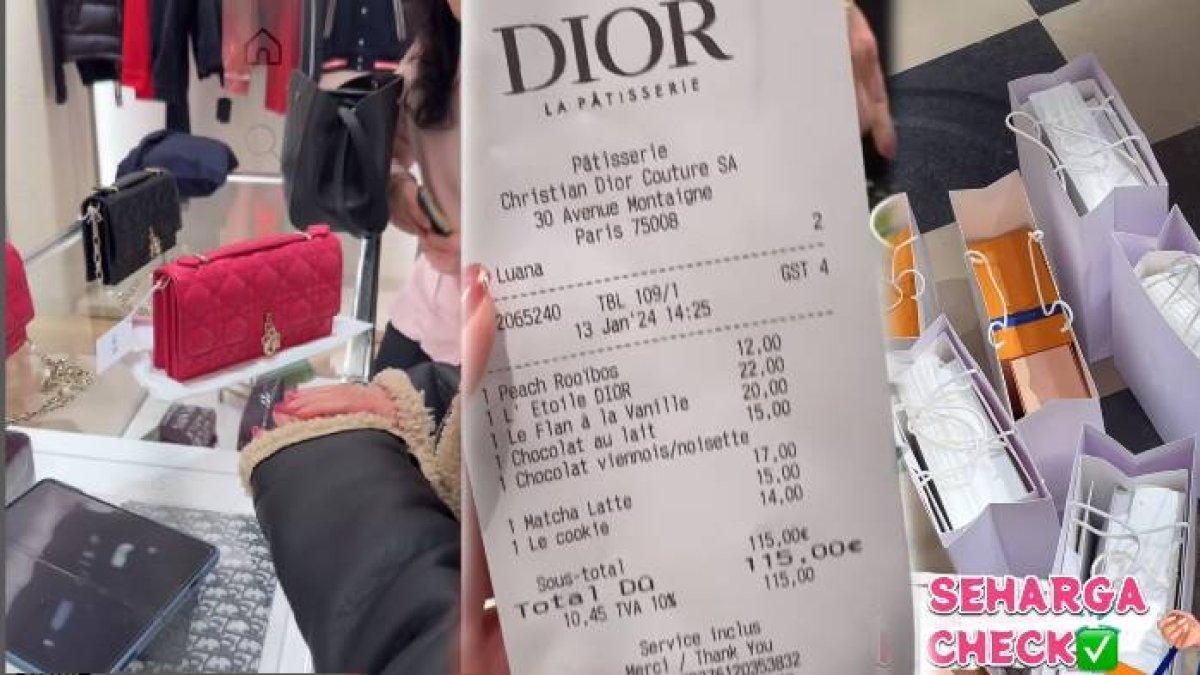 DIOR
LA PÂTISSERIE
Pâtisserie
Christian Dior Couture SA
30 Avenue Montaigne
Paris 75008
2
Luana
GST 4
2065240 TBL 109/1
13 Jan'24 14:25
1 Peach Rooïbos 12,00
1 L' Etoile DIOR 22,00
1 Le Flan à la Vanille 20,00
1 Chocolat au lait 15,00
1 Chocolat viennois/noisette
17,00
1 Matcha Latte 15,00
1 Le cookie 14,00
Sous-total 115,00€
Total DÛ 115,00€
10,45 TVA 10% 115,00
Service inclus
Merci / Thank You
SEHARGA
CHECK